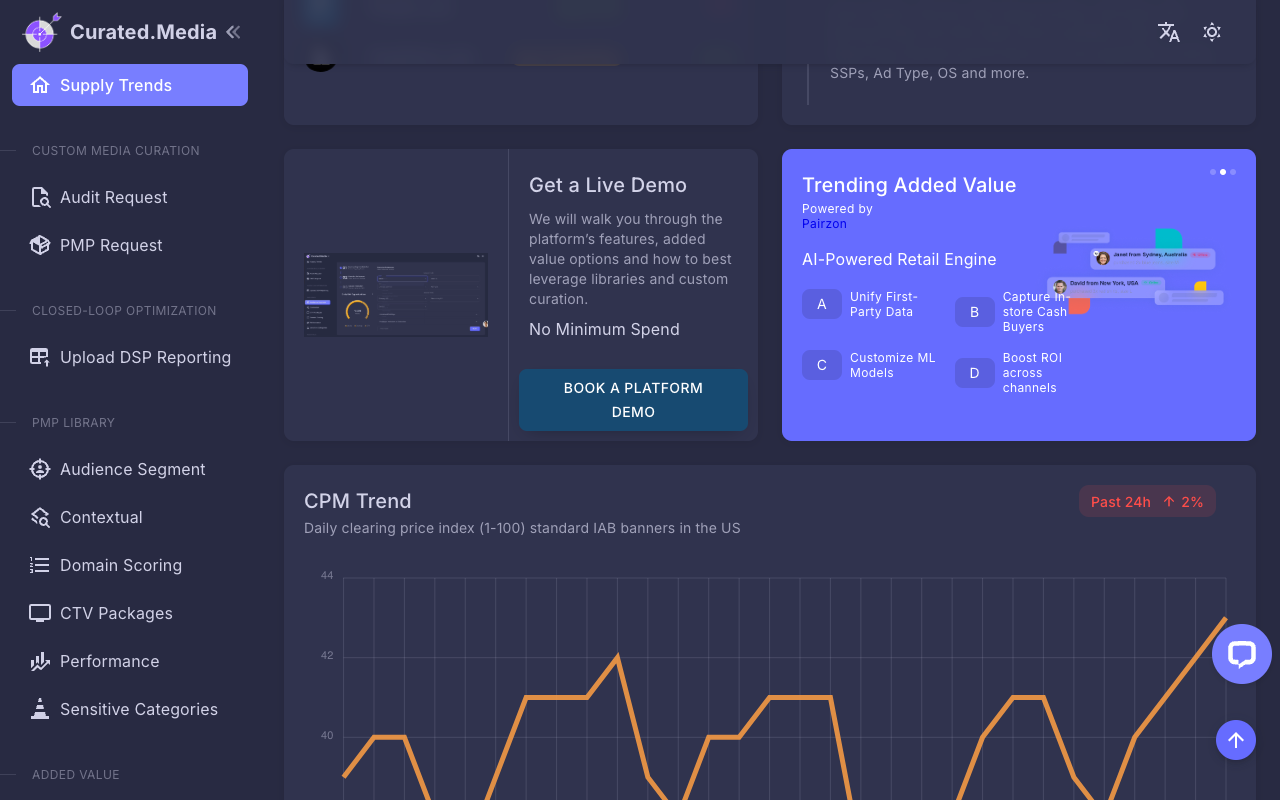 Curated.Media
Supply Trends
CUSTOM MEDIA CURATION
Audit Request
PMP Request
CLOSED-LOOP OPTIMIZATION
Upload DSP Reporting
PMP LIBRARY
Audience Segment
Contextual
Domain Scoring
CTV Packages
Performance
Sensitive Categories
ADDED VALUE
SSPs, Ad Type, OS and more.
Get a Live Demo
We will walk you through the
platform's features, added
value options and how to best
leverage libraries and custom
curation.
No Minimum Spend
BOOK A PLATFORM
DEMO
Trending Added Value
Powered by
Pairzon
AI-Powered Retail Engine
A
Unify First-
Party Data
B
Capture In-
store Cash
Buyers
C
Customize ML
Models
D
Boost ROI
across
channels
Janet from Sydney, Australia
David from New York, USA
CPM Trend
Past 24h ↑ 2%
Daily clearing price index (1-100) standard IAB banners in the US
44
42
40